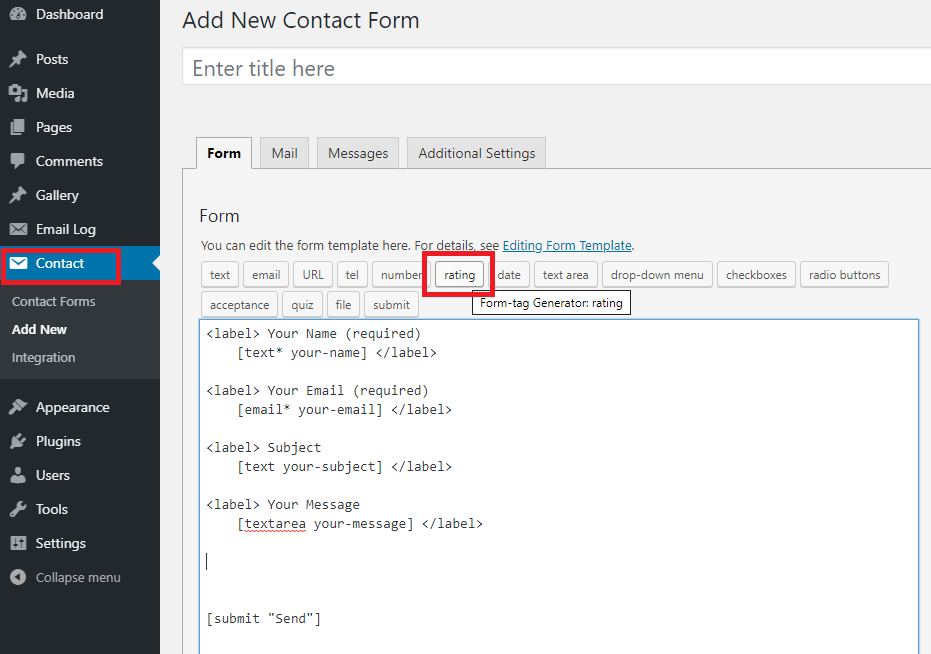 Dashboard
Posts
Media
Pages
Comments
Gallery
Email Log
Contact
Contact Forms
Add New
Integration
Appearance
Plugins
Users
Tools
Settings
Collapse menu
Add New Contact Form
Enter title here
Form Mail Messages Additional Settings
Form
You can edit the form template here. For details, see Editing Form Template.
text email URL tel number rating date text area drop-down menu checkboxes radio buttons
acceptance quiz file submit
Form-tag Generator: rating
<label> Your Name (required)
[text* your-name] </label>
<label> Your Email (required)
[email* your-email] </label>
<label> Subject
[text your-subject] </label>
<label> Your Message
[textarea your-message] </label>
[submit "Send"]